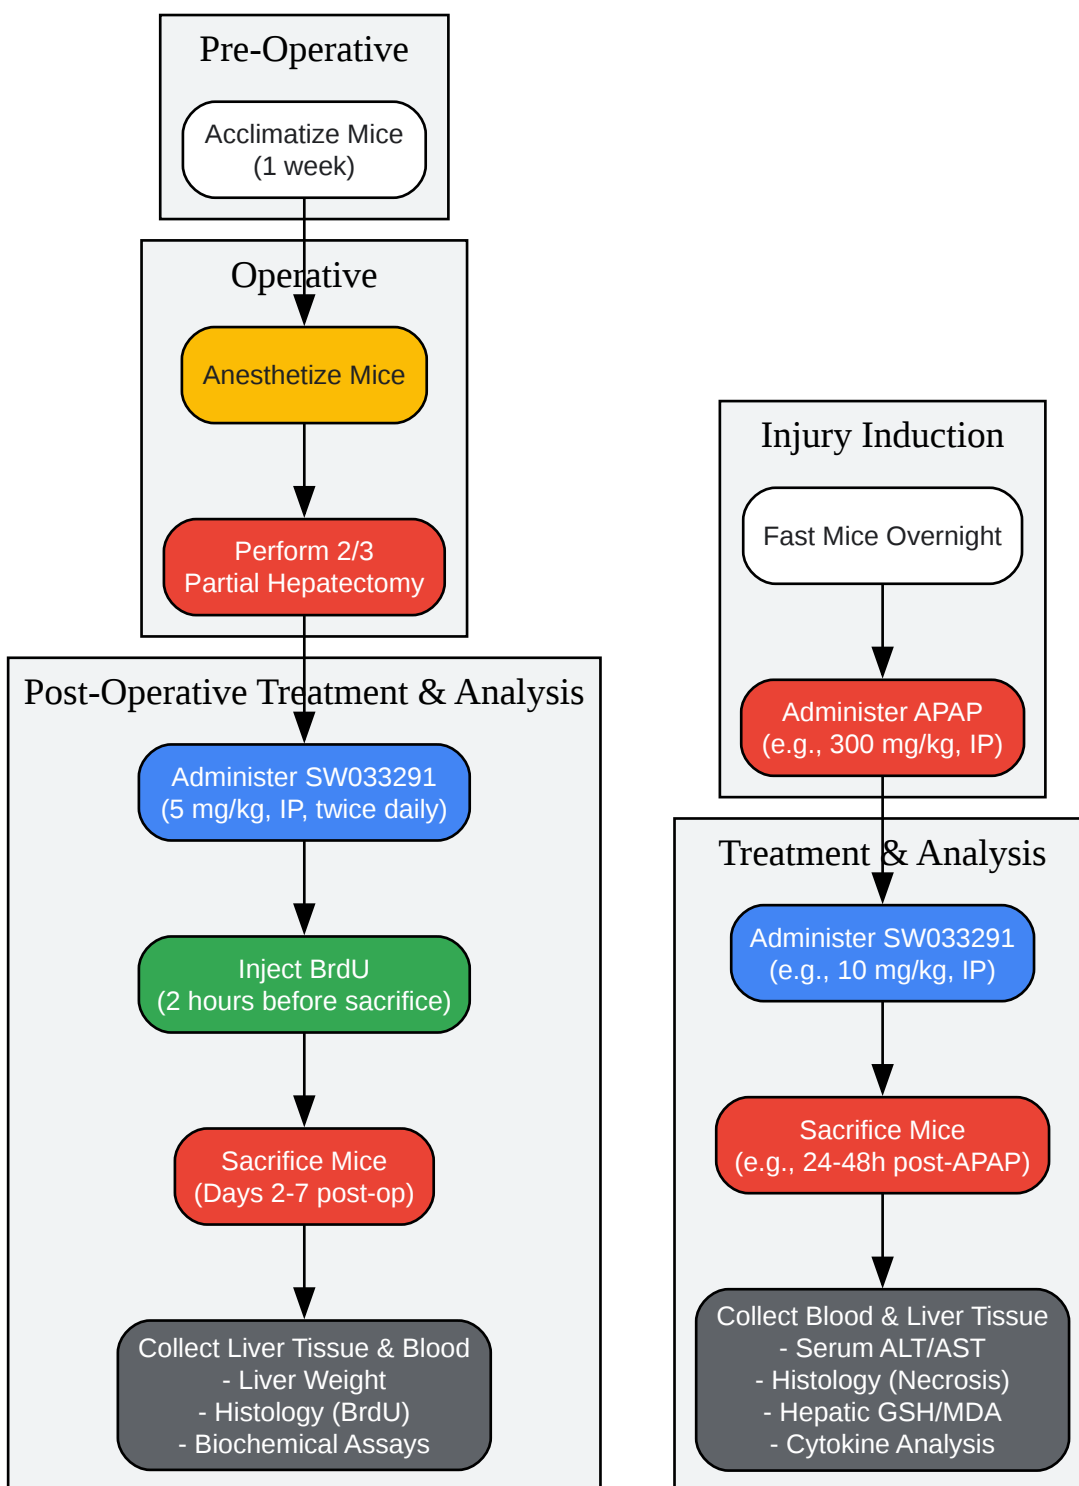 Pre-Operative
Acclimatize Mice
(1 week)
Operative
Anesthetize Mice
Perform 2/3
Partial Hepatectomy
Post-Operative Treatment & Analysis
Administer SW033291
(5 mg/kg, IP, twice daily)
Inject BrdU
(2 hours before sacrifice)
Sacrifice Mice
(Days 2-7 post-op)
Collect Liver Tissue & Blood
- Liver Weight
- Histology (BrdU)
- Biochemical Assays
Injury Induction
Fast Mice Overnight
Administer APAP
(e.g., 300 mg/kg, IP)
Treatment & Analysis
Administer SW033291
(e.g., 10 mg/kg, IP)
Sacrifice Mice
(e.g., 24-48h post-APAP)
Collect Blood & Liver Tissue
- Serum ALT/AST
- Histology (Necrosis)
- Hepatic GSH/MDA
- Cytokine Analysis